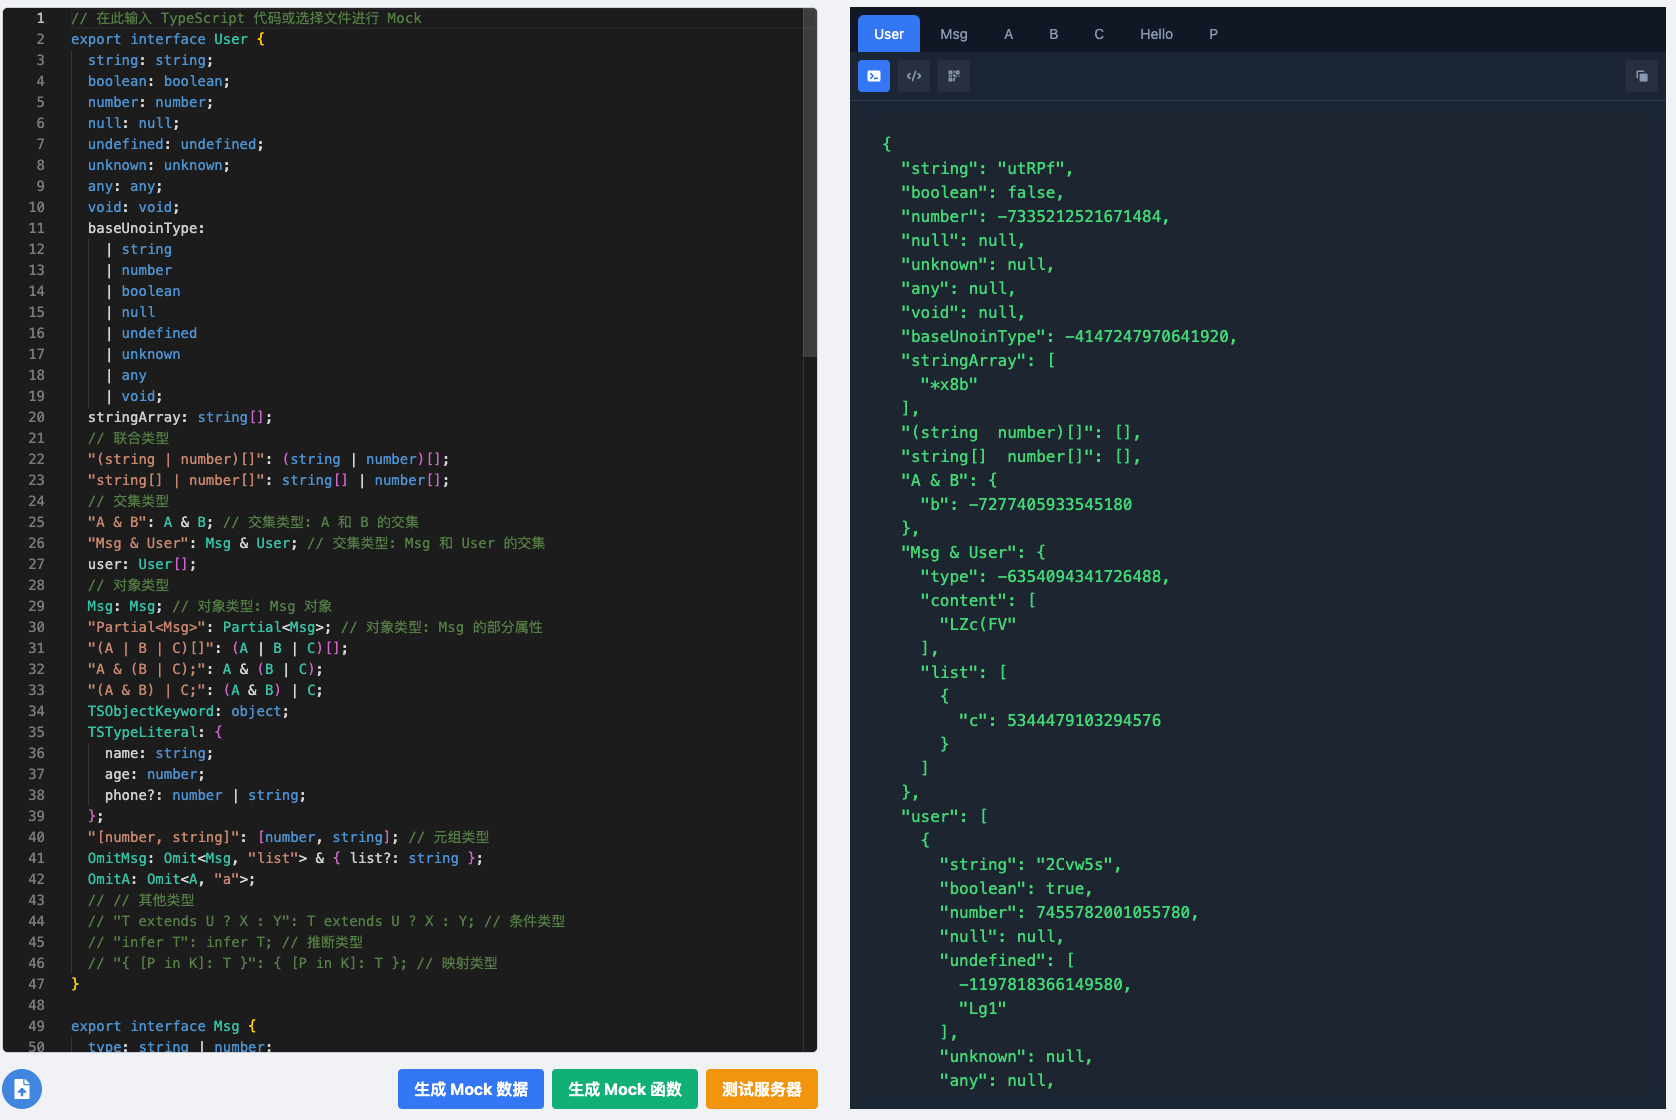 1 // 在此输入 TypeScript 代码或选择文件进行 Mock
2 export interface User {
3 string: string;
4 boolean: boolean;
5 number: number;
6 null: null;
7 undefined: undefined;
8 unknown: unknown;
9 any: any;
10 void: void;
11 baseUnoinType:
12 | string
13 | number
14 | boolean
15 | null
16 | undefined
17 | unknown
18 | any
19 | void;
20 stringArray: string[];
21 // 联合类型
22 "(string | number)[]": (string | number)[];
23 "string[] | number[]": string[] | number[];
24 // 交集类型
25 "A & B": A & B; // 交集类型: A 和 B 的交集
26 "Msg & User": Msg & User; // 交集类型: Msg 和 User 的交集
27 user: User[];
28 // 对象类型
29 Msg: Msg; // 对象类型: Msg 对象
30 "Partial<Msg>": Partial<Msg>; // 对象类型: Msg 的部分属性
31 "(A | B | C)[]": (A | B | C)[];
32 "A & (B | C);": A & (B | C);
33 "(A & B) | C;": (A & B) | C;
34 TSObjectKeyword: object;
35 TSTypeLiteral: {
36 name: string;
37 age: number;
38 phone?: number | string;
39 };
40 "[number, string]": [number, string]; // 元组类型
41 OmitMsg: Omit<Msg, "list"> & { list?: string };
42 OmitA: Omit<A, "a">;
43 // // 其他类型
44 // "T extends U ? X : Y": T extends U ? X : Y; // 条件类型
45 // "infer T": infer T; // 推断类型
46 // "{ [P in K]: T }": { [P in K]: T }; // 映射类型
47 }
48
49 export interface Msg {
50 type: string | number;
生成 Mock 数据 生成 Mock 函数 测试服务器
User Msg A B C Hello P
{
"string": "utRPf",
"boolean": false,
"number": -7335212521671484,
"null": null,
"unknown": null,
"any": null,
"void": null,
"baseUnoinType": -4147247970641920,
"stringArray": [
"*x8b"
],
"(string  number)[]": [],
"string[]  number[]": [],
"A & B": {
"b": -7277405933545180
},
"Msg & User": {
"type": -6354094341726488,
"content": [
"LZc(FV"
],
"list": [
{
"c": 5344479103294576
}
]
},
"user": [
{
"string": "2Cvw5s",
"boolean": true,
"number": 7455782001055780,
"null": null,
"undefined": [
-1197818366149580,
"Lg1"
],
"unknown": null,
"any": null,